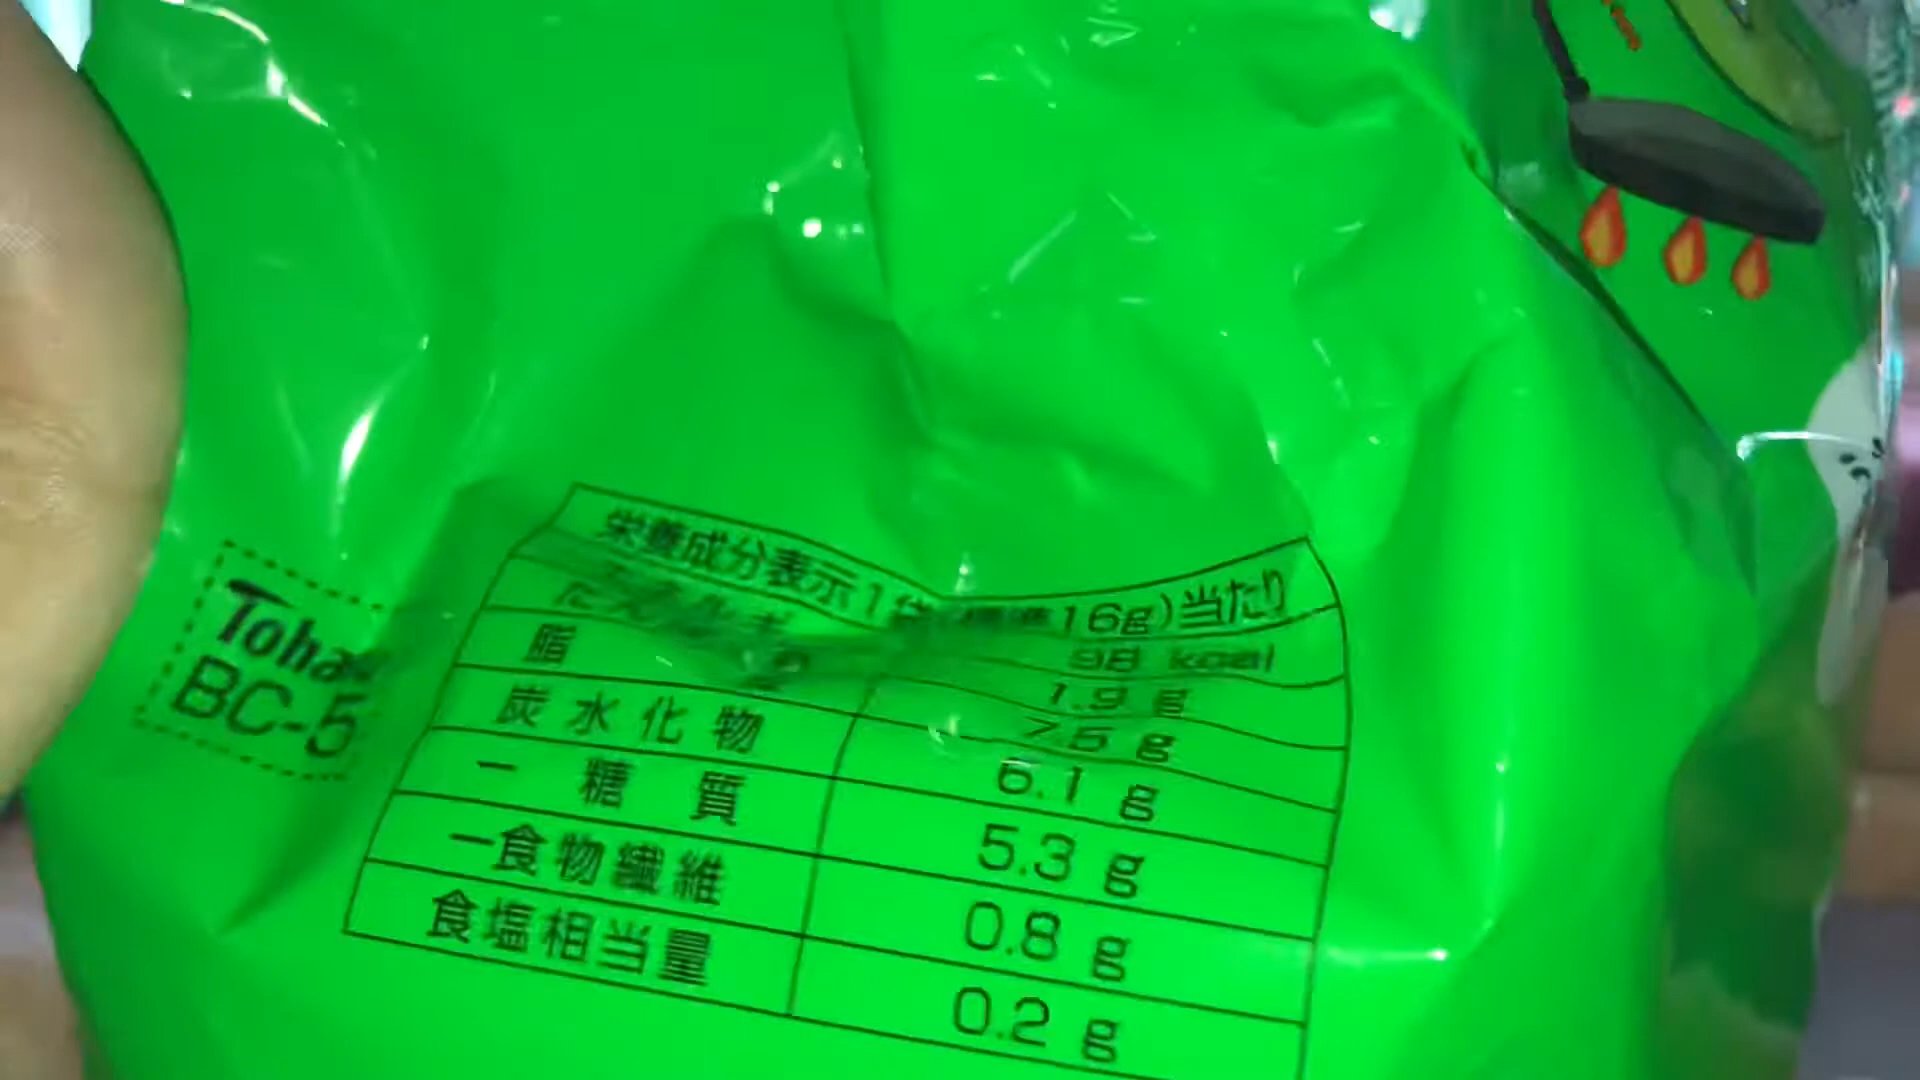 栄養成分表示1袋(標準16g)当たり
98 kcal
1.9 g
脂 7.5 g
炭水化物 6.1 g
－糖質 5.3 g
－食物繊維 0.8 g
食塩相当量 0.2 g
Toha
BC-5